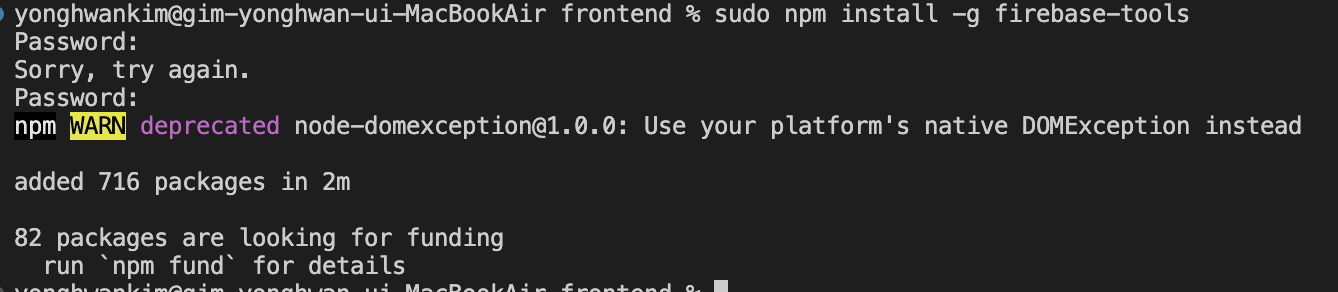 yonghwankim@gim-yonghwan-ui-MacBookAir frontend % sudo npm install -g firebase-tools
Password:
Sorry, try again.
Password:
npm WARN deprecated node-domexception@1.0.0: Use your platform's native DOMException instead
added 716 packages in 2m
82 packages are looking for funding
  run `npm fund` for details
yonghwankim@gim-yonghwan-ui-MacBookAir frontend %